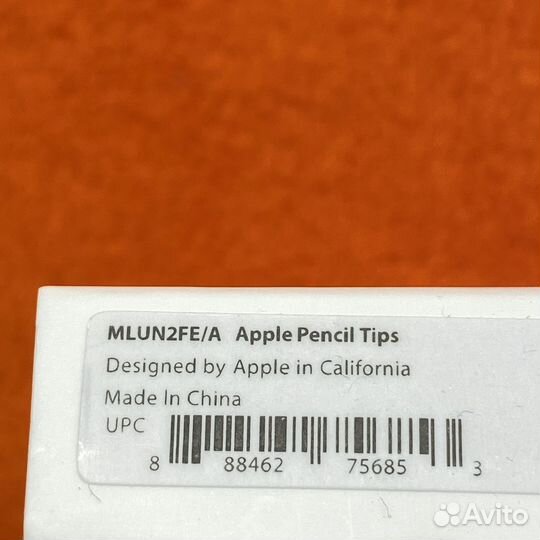 MLUN2FE/A Apple Pencil Tips
Designed by Apple in California
Made In China
UPC
8 88462 75685 3
Avito